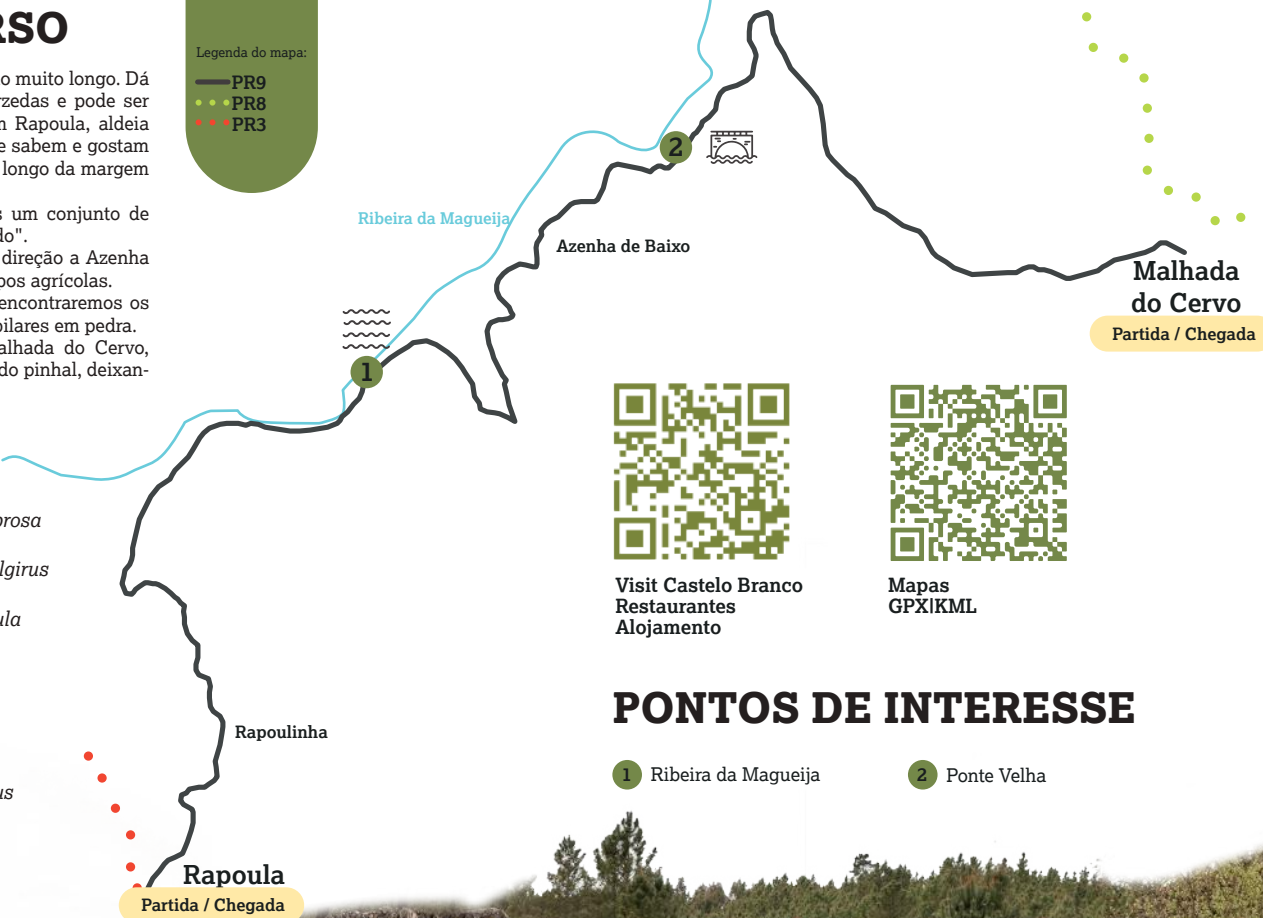 RSO
o muito longo. Dá
rzedas e pode ser
m Rapoula, aldeia
e sabem e gostam
longo da margem
s um conjunto de
do".
direção a Azenha
pos agrícolas.
encontraremos os
pilares em pedra.
alhada do Cervo,
do pinhal, deixan-
rosa
lgirus
ula
us
Legenda do mapa:
PR9
PR8
PR3
2
Ribeira da Magueija
Azenha de Baixo
Malhada
do Cervo
Partida / Chegada
1
Rapoulinha
Rapoula
Partida / Chegada
Visit Castelo Branco
Restaurantes
Alojamento
Mapas
GPX|KML
PONTOS DE INTERESSE
1 Ribeira da Magueija
2 Ponte Velha